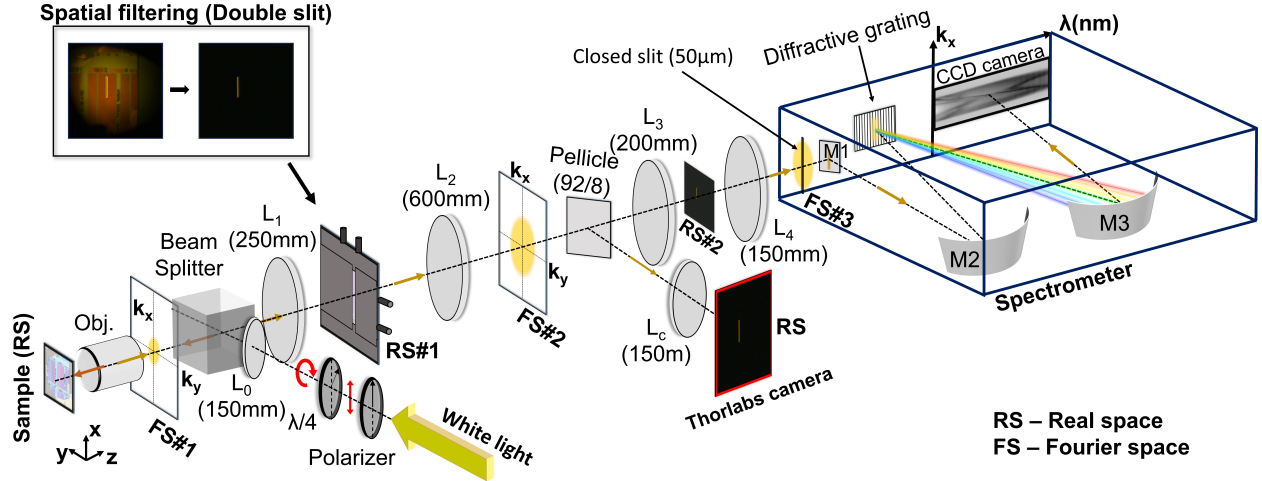 Spatial filtering (Double slit)
Closed slit (50µm)
Diffractive grating
kx
λ(nm)
CCD camera
L3
(200mm)
Pellicle
(92/8)
M1
L2
(600mm)
kx
FS#3
RS#2
L4
(150mm)
M3
M2
Spectrometer
L1
(250mm)
Beam
Splitter
ky
FS#2
Lc
(150m)
RS
Thorlabs camera
Obj.
kx
ky
RS#1
L0
(150mm)
λ/4
Polarizer
White light
Sample (RS)
FS#1
x
y
z
RS – Real space
FS – Fourier space